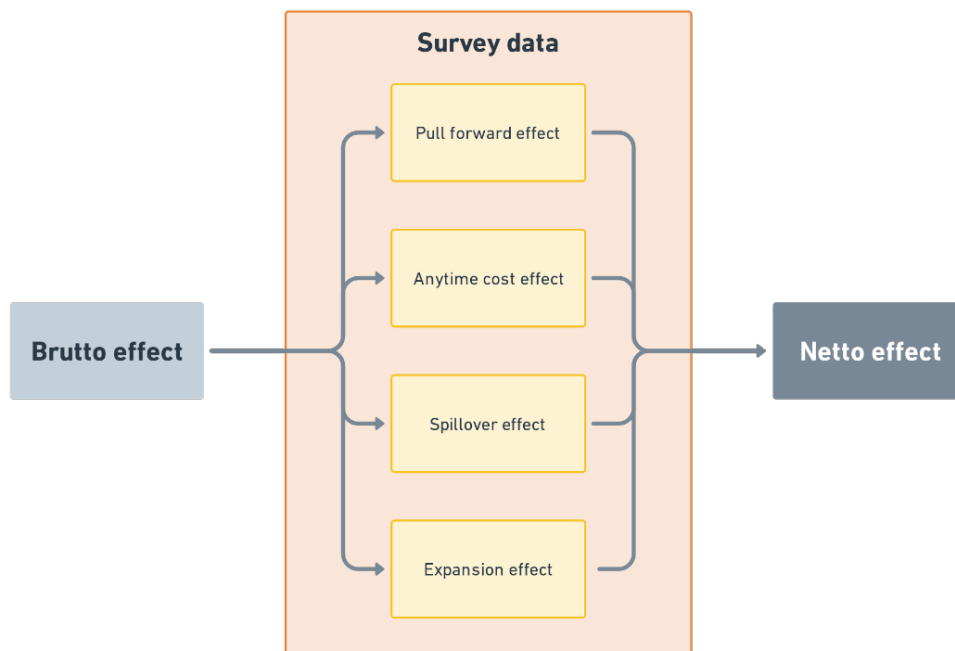 Survey data
Pull forward effect
Anytime cost effect
Brutto effect
Netto effect
Spillover effect
Expansion effect